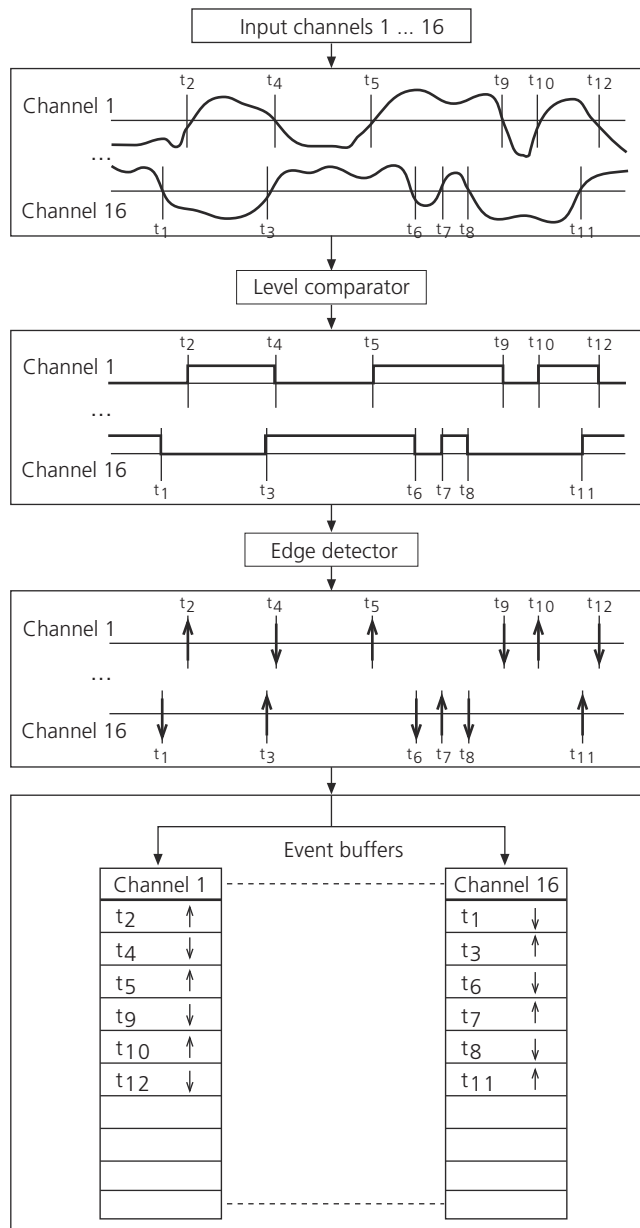 Input channels 1 ... 16
t2 t4 t5 t9 t10 t12
Channel 1
...
Channel 16
t1 t3 t6 t7 t8 t11
Level comparator
t2 t4 t5 t9 t10 t12
Channel 1
...
Channel 16
t1 t3 t6 t7 t8 t11
Edge detector
t2 t4 t5 t9 t10 t12
Channel 1
...
Channel 16
t1 t3 t6 t7 t8 t11
Event buffers
Channel 1 Channel 16
t2 ↑ t1 ↓
t4 ↓ t3 ↑
t5 ↑ t6 ↓
t9 ↓ t7 ↑
t10 ↑ t8 ↓
t12 ↓ t11 ↑